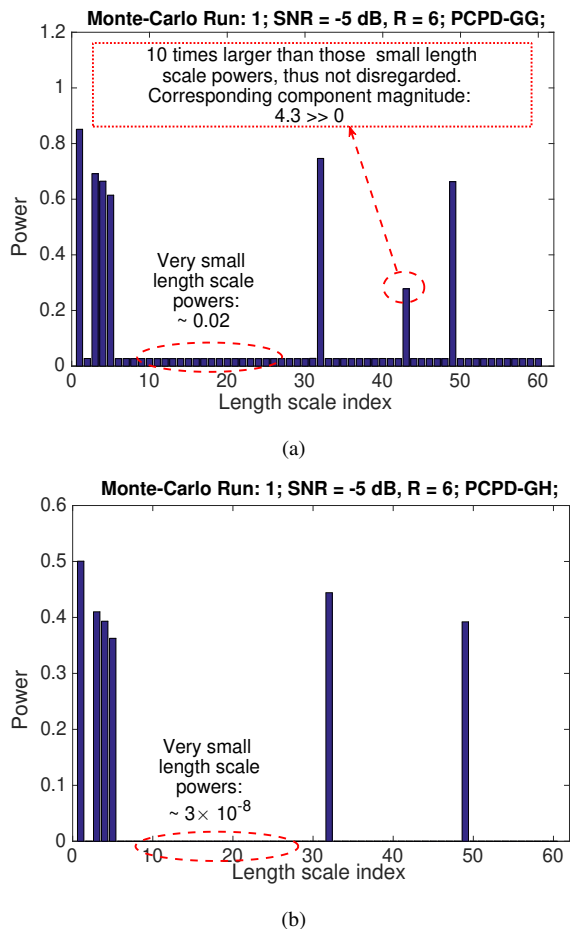 Monte-Carlo Run: 1; SNR = -5 dB, R = 6; PCPD-GG;
1.2
10 times larger than those small length
scale powers, thus not disregarded.
Corresponding component magnitude:
4.3 >> 0
1
0.8
0.6
0.4
0.2
0
Power
Very small
length scale
powers:
~ 0.02
0 10 20 30 40 50 60
Length scale index
(a)
Monte-Carlo Run: 1; SNR = -5 dB, R = 6; PCPD-GH;
0.6
0.5
0.4
0.3
0.2
0.1
0
Power
Very small
length scale
powers:
~ 3× 10⁻⁸
0 10 20 30 40 50 60
Length scale index
(b)